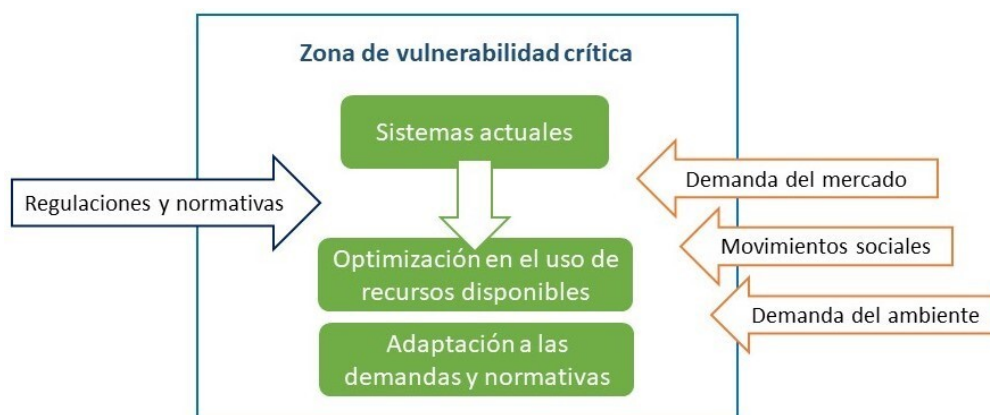 Zona de vulnerabilidad crítica
Sistemas actuales
Regulaciones y normativas
Demanda del mercado
Movimientos sociales
Optimización en el uso de
recursos disponibles
Demanda del ambiente
Adaptación a las
demandas y normativas